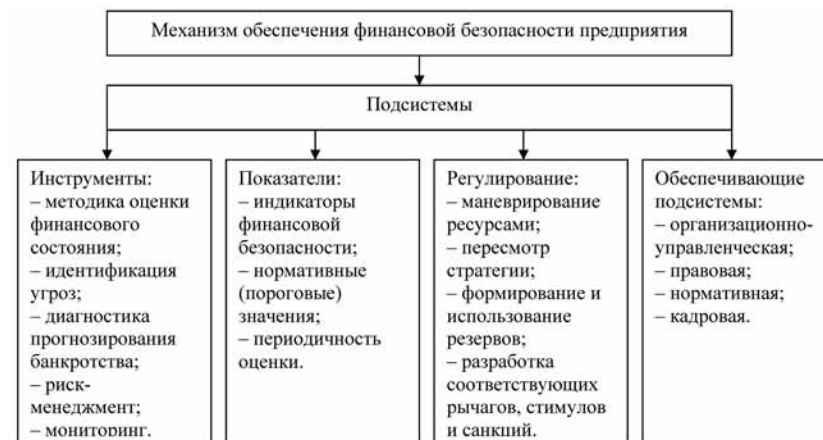 Механизм обеспечения финансовой безопасности предприятия
Подсистемы
Инструменты:
– методика оценки
финансового
состояния;
– идентификация
угроз;
– диагностика
прогнозирования
банкротства;
– риск-
менеджмент;
– мониторинг.
Показатели:
– индикаторы
финансовой
безопасности;
– нормативные
(пороговые)
значения;
– периодичность
оценки.
Регулирование:
– маневрирование
ресурсами;
– пересмотр
стратегии;
– формирование и
использование
резервов;
– разработка
соответствующих
рычагов, стимулов
и санкций.
Обеспечивающие
подсистемы:
– организационно-
управленческая;
– правовая;
– нормативная;
– кадровая.